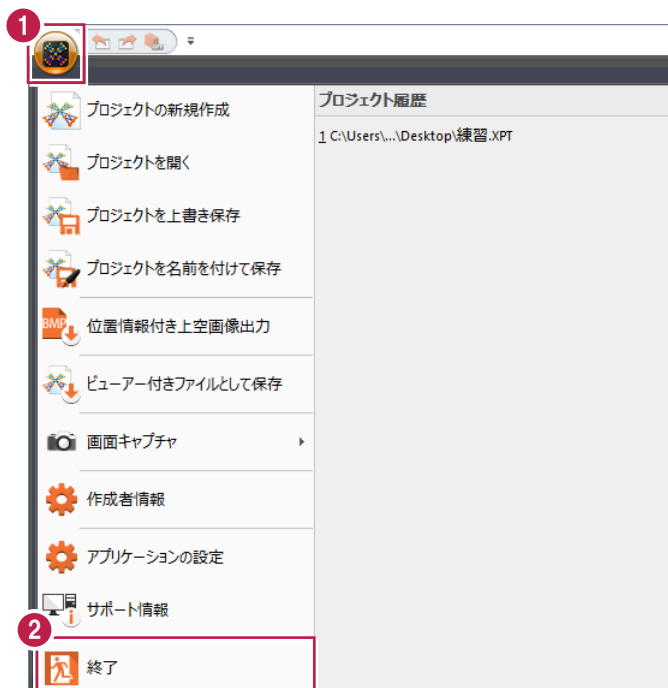 1
プロジェクトの新規作成
プロジェクトを開く
プロジェクトを上書き保存
プロジェクトを名前を付けて保存
BMP
位置情報付き上空画像出力
ビューアー付きファイルとして保存
画面キャプチャ
作成者情報
アプリケーションの設定
サポート情報
2
終了
プロジェクト履歴
1 C:\Users\...\Desktop\練習.XPT